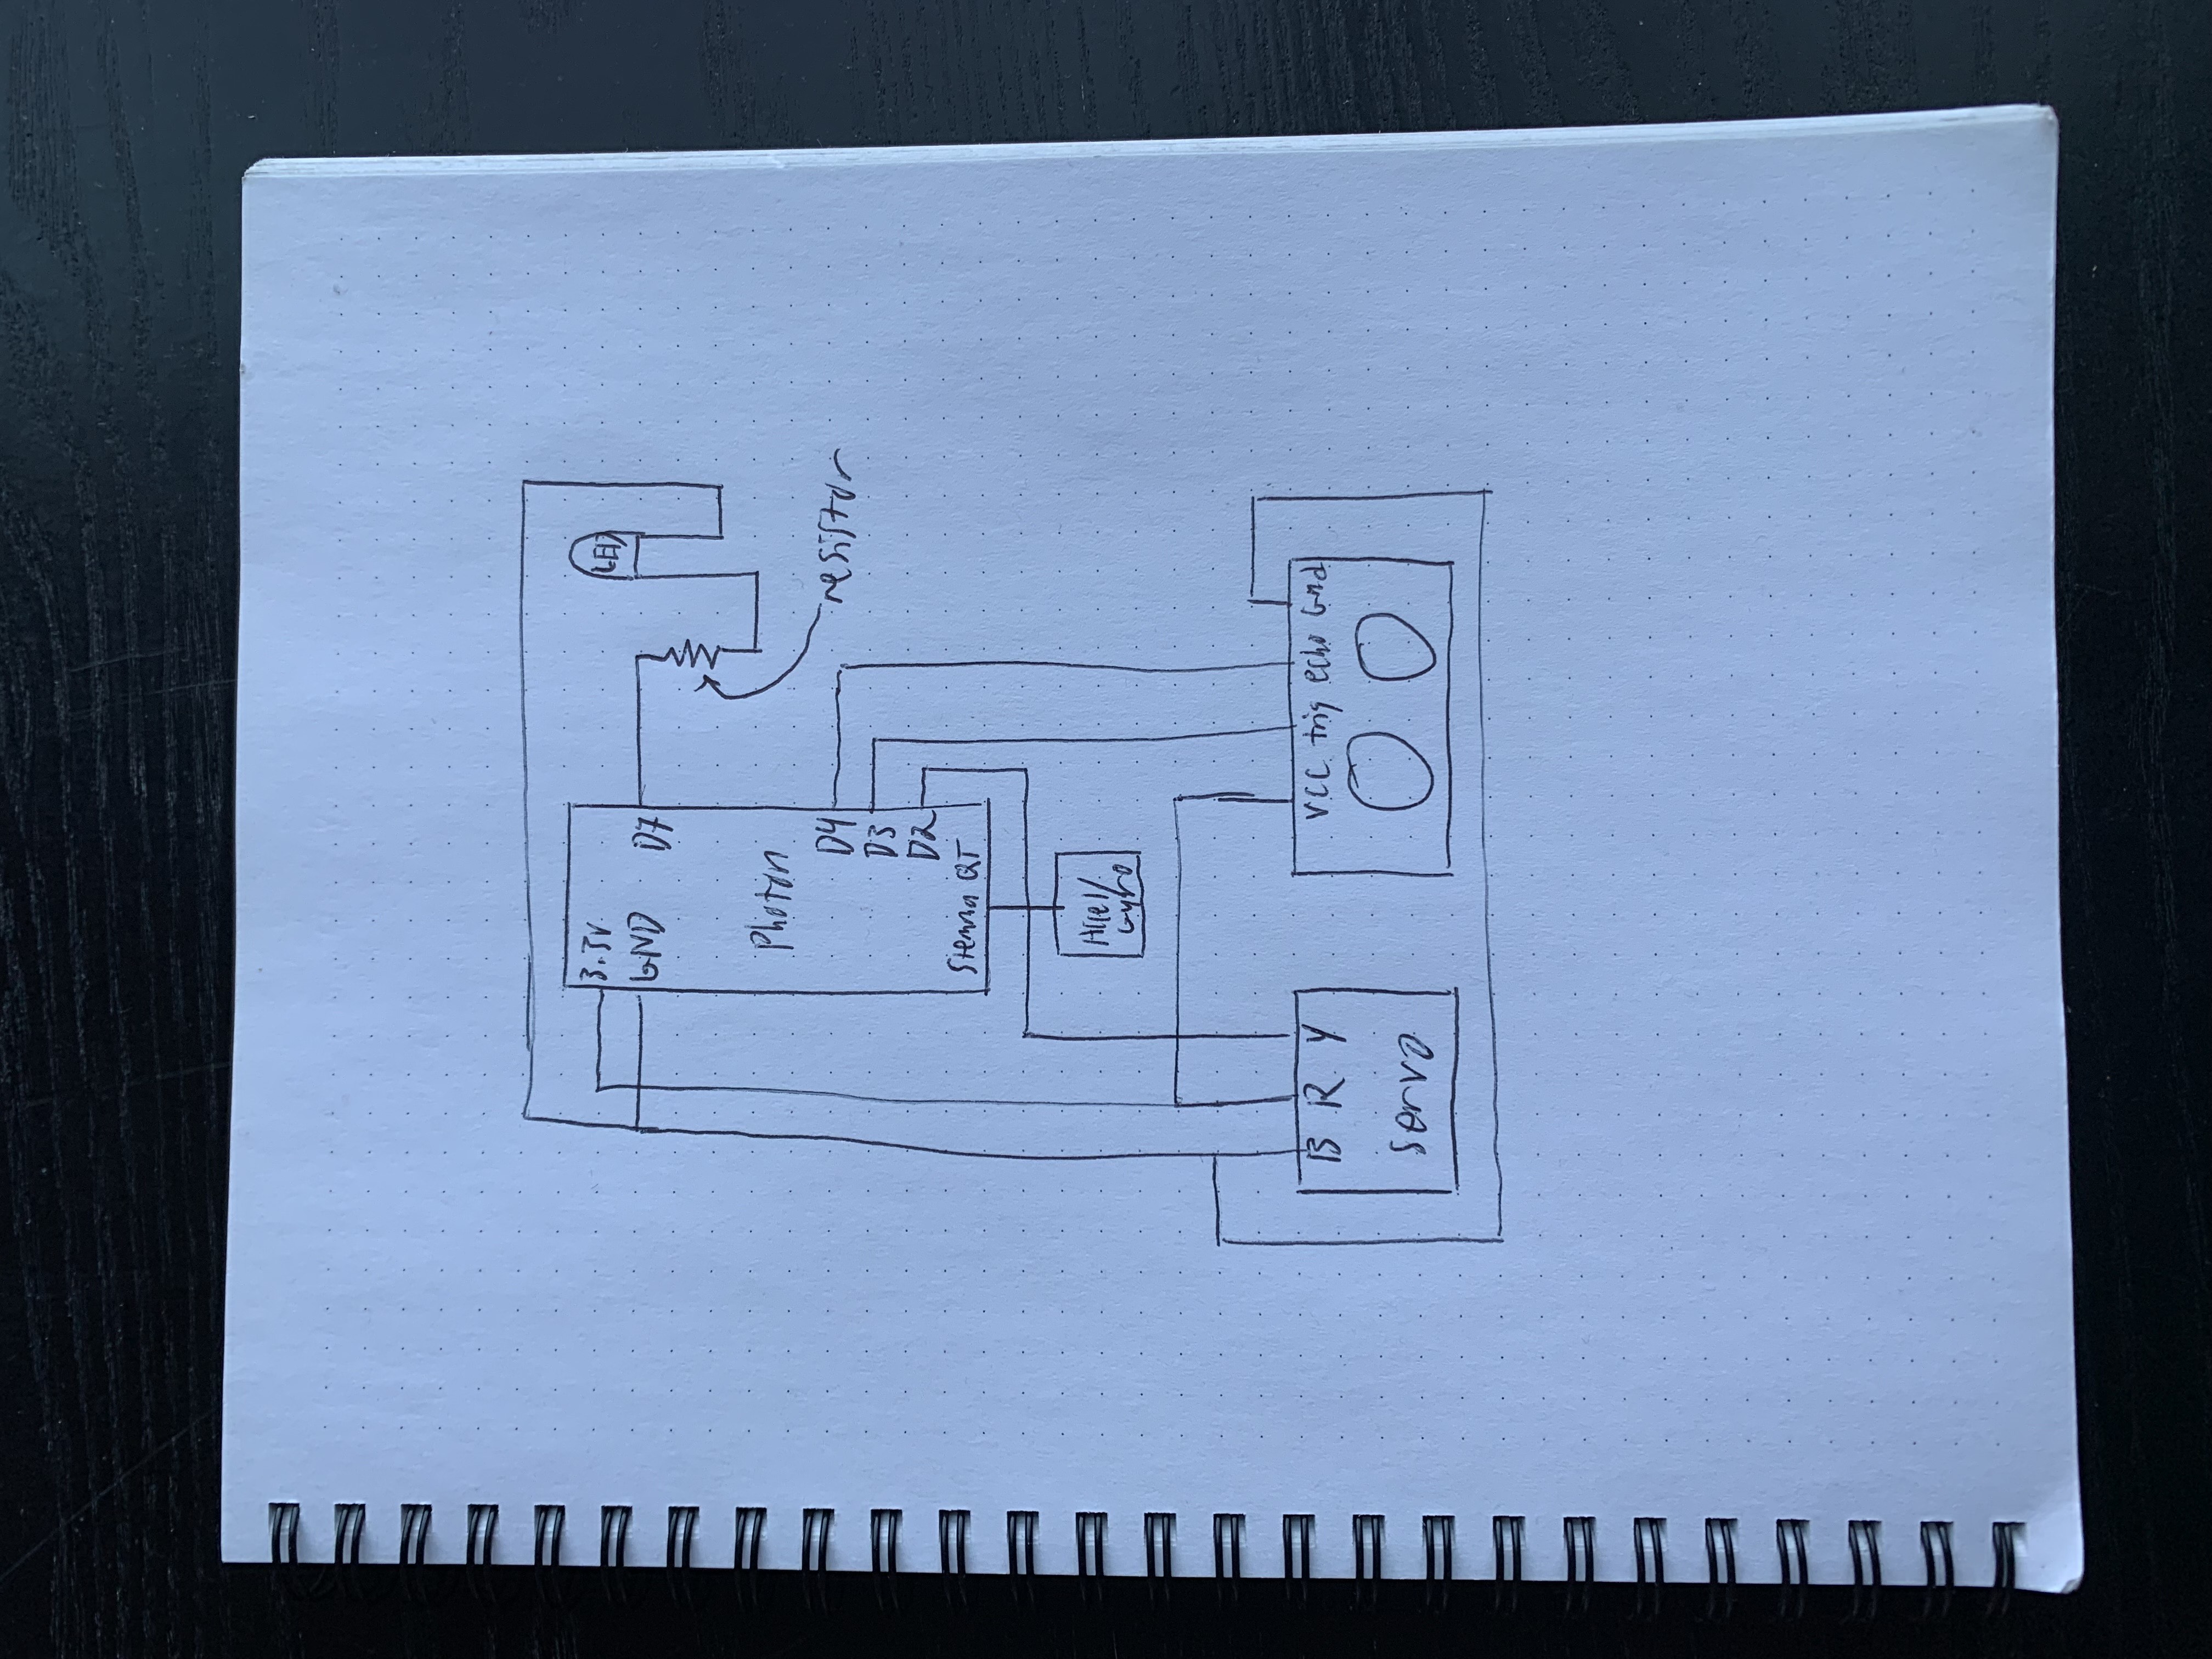 3.3v
GND
D7
LED
Photon
resistor
D4
D3
D2
Stemma QT
Accel/
Gyro
B R Y
VCC trig echo Gnd
servo